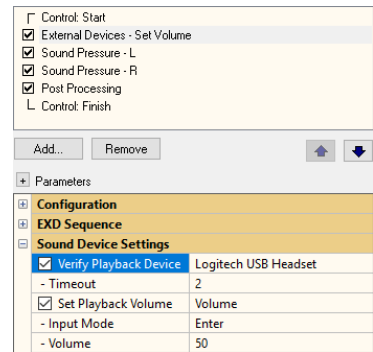 Control: Start
External Devices - Set Volume
Sound Pressure - L
Sound Pressure - R
Post Processing
Control: Finish
Add... Remove
Parameters
Configuration
EXD Sequence
Sound Device Settings
Verify Playback Device Logitech USB Headset
- Timeout 2
Set Playback Volume Volume
- Input Mode Enter
- Volume 50